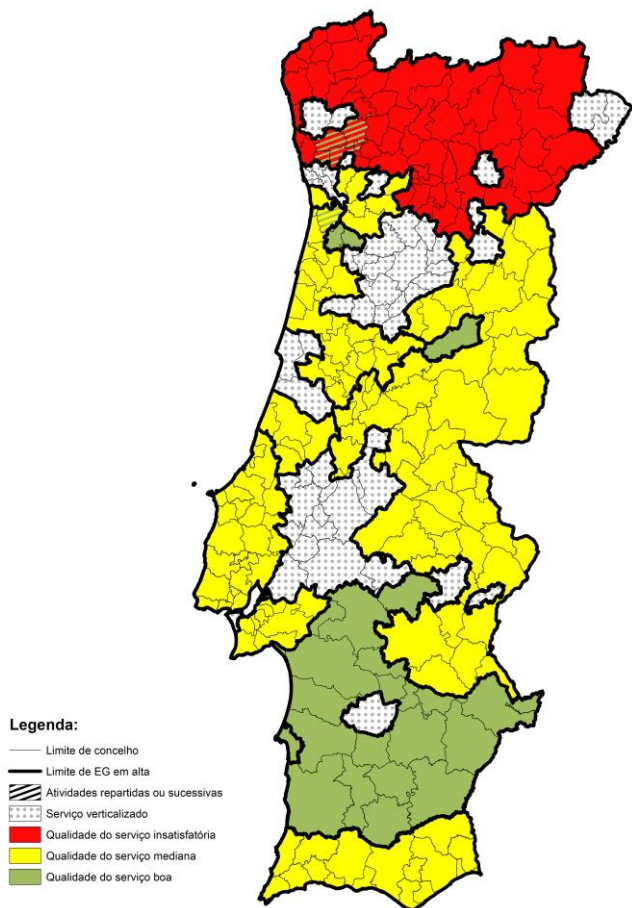 Legenda:
Limite de concelho
Limite de EG em alta
Atividades repartidas ou sucessivas
Serviço verticalizado
Qualidade do serviço insatisfatória
Qualidade do serviço mediana
Qualidade do serviço boa